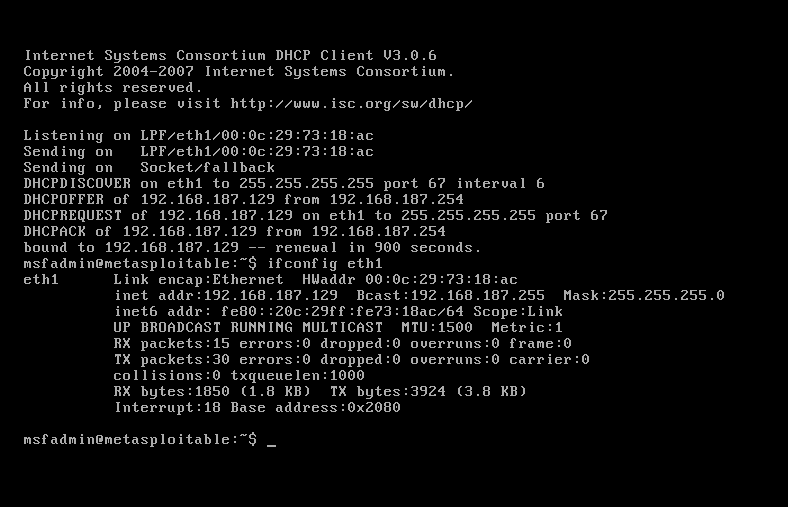 Internet Systems Consortium DHCP Client V3.0.6
Copyright 2004-2007 Internet Systems Consortium.
All rights reserved.
For info, please visit http://www.isc.org/sw/dhcp/
Listening on LPF/eth1/00:0c:29:73:18:ac
Sending on   LPF/eth1/00:0c:29:73:18:ac
Sending on   Socket/fallback
DHCPDISCOVER on eth1 to 255.255.255.255 port 67 interval 6
DHCPOFFER of 192.168.187.129 from 192.168.187.254
DHCPREQUEST of 192.168.187.129 on eth1 to 255.255.255.255 port 67
DHCPACK of 192.168.187.129 from 192.168.187.254
bound to 192.168.187.129 -- renewal in 900 seconds.
msfadmin@metasploitable:~$ ifconfig eth1
eth1      Link encap:Ethernet  HWaddr 00:0c:29:73:18:ac
          inet addr:192.168.187.129  Bcast:192.168.187.255  Mask:255.255.255.0
          inet6 addr: fe80::20c:29ff:fe73:18ac/64 Scope:Link
          UP BROADCAST RUNNING MULTICAST  MTU:1500  Metric:1
          RX packets:15 errors:0 dropped:0 overruns:0 frame:0
          TX packets:30 errors:0 dropped:0 overruns:0 carrier:0
          collisions:0 txqueuelen:1000
          RX bytes:1850 (1.8 KB)  TX bytes:3924 (3.8 KB)
          Interrupt:18 Base address:0x2080
msfadmin@metasploitable:~$ _